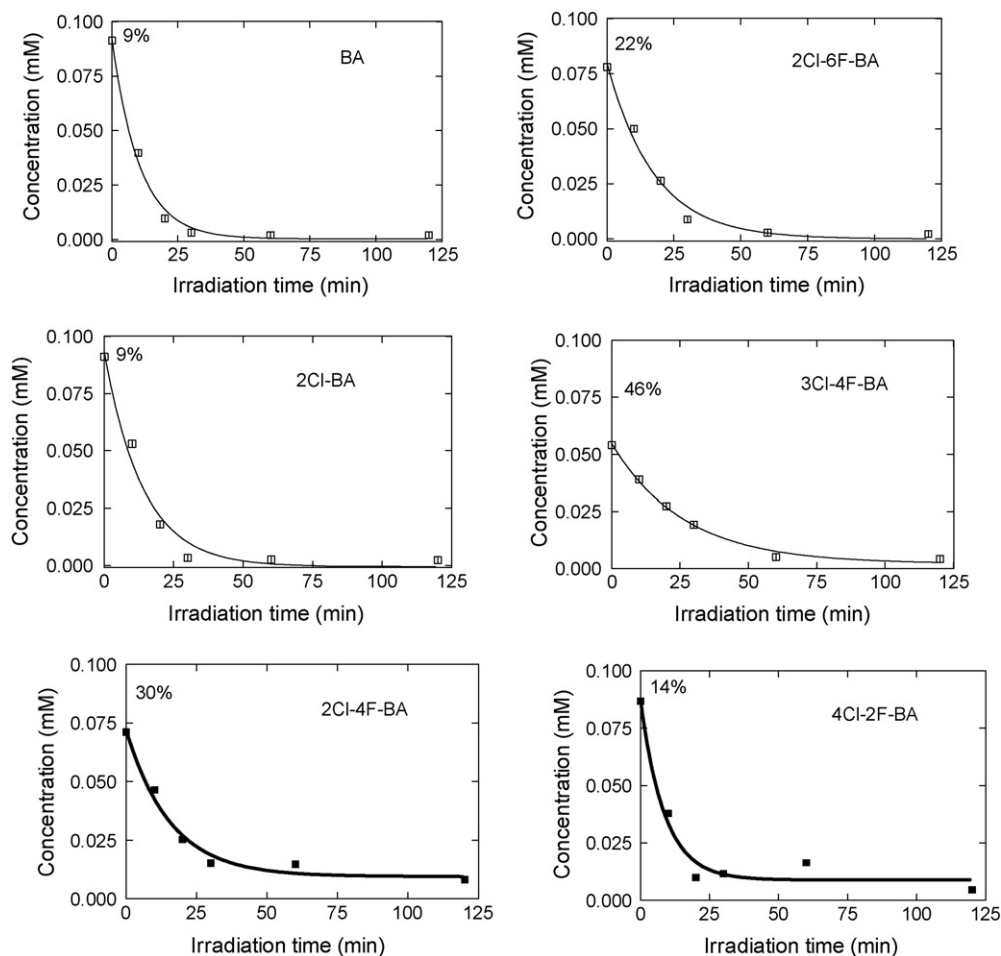 0.100
0.075
0.050
0.025
0.000
Concentration (mM)
9%
BA
0 25 50 75 100 125
Irradiation time (min)
0.100
0.075
0.050
0.025
0.000
Concentration (mM)
22%
2Cl-6F-BA
0 25 50 75 100 125
Irradiation time (min)
0.100
0.075
0.050
0.025
0.000
Concentration (mM)
9%
2Cl-BA
0 25 50 75 100 125
Irradiation time (min)
0.100
0.075
0.050
0.025
0.000
Concentration (mM)
46%
3Cl-4F-BA
0 25 50 75 100 125
Irradiation time (min)
0.100
0.075
0.050
0.025
0.000
Concentration (mM)
30%
2Cl-4F-BA
0 25 50 75 100 125
Irradiation time (min)
0.100
0.075
0.050
0.025
0.000
Concentration (mM)
14%
4Cl-2F-BA
0 25 50 75 100 125
Irradiation time (min)